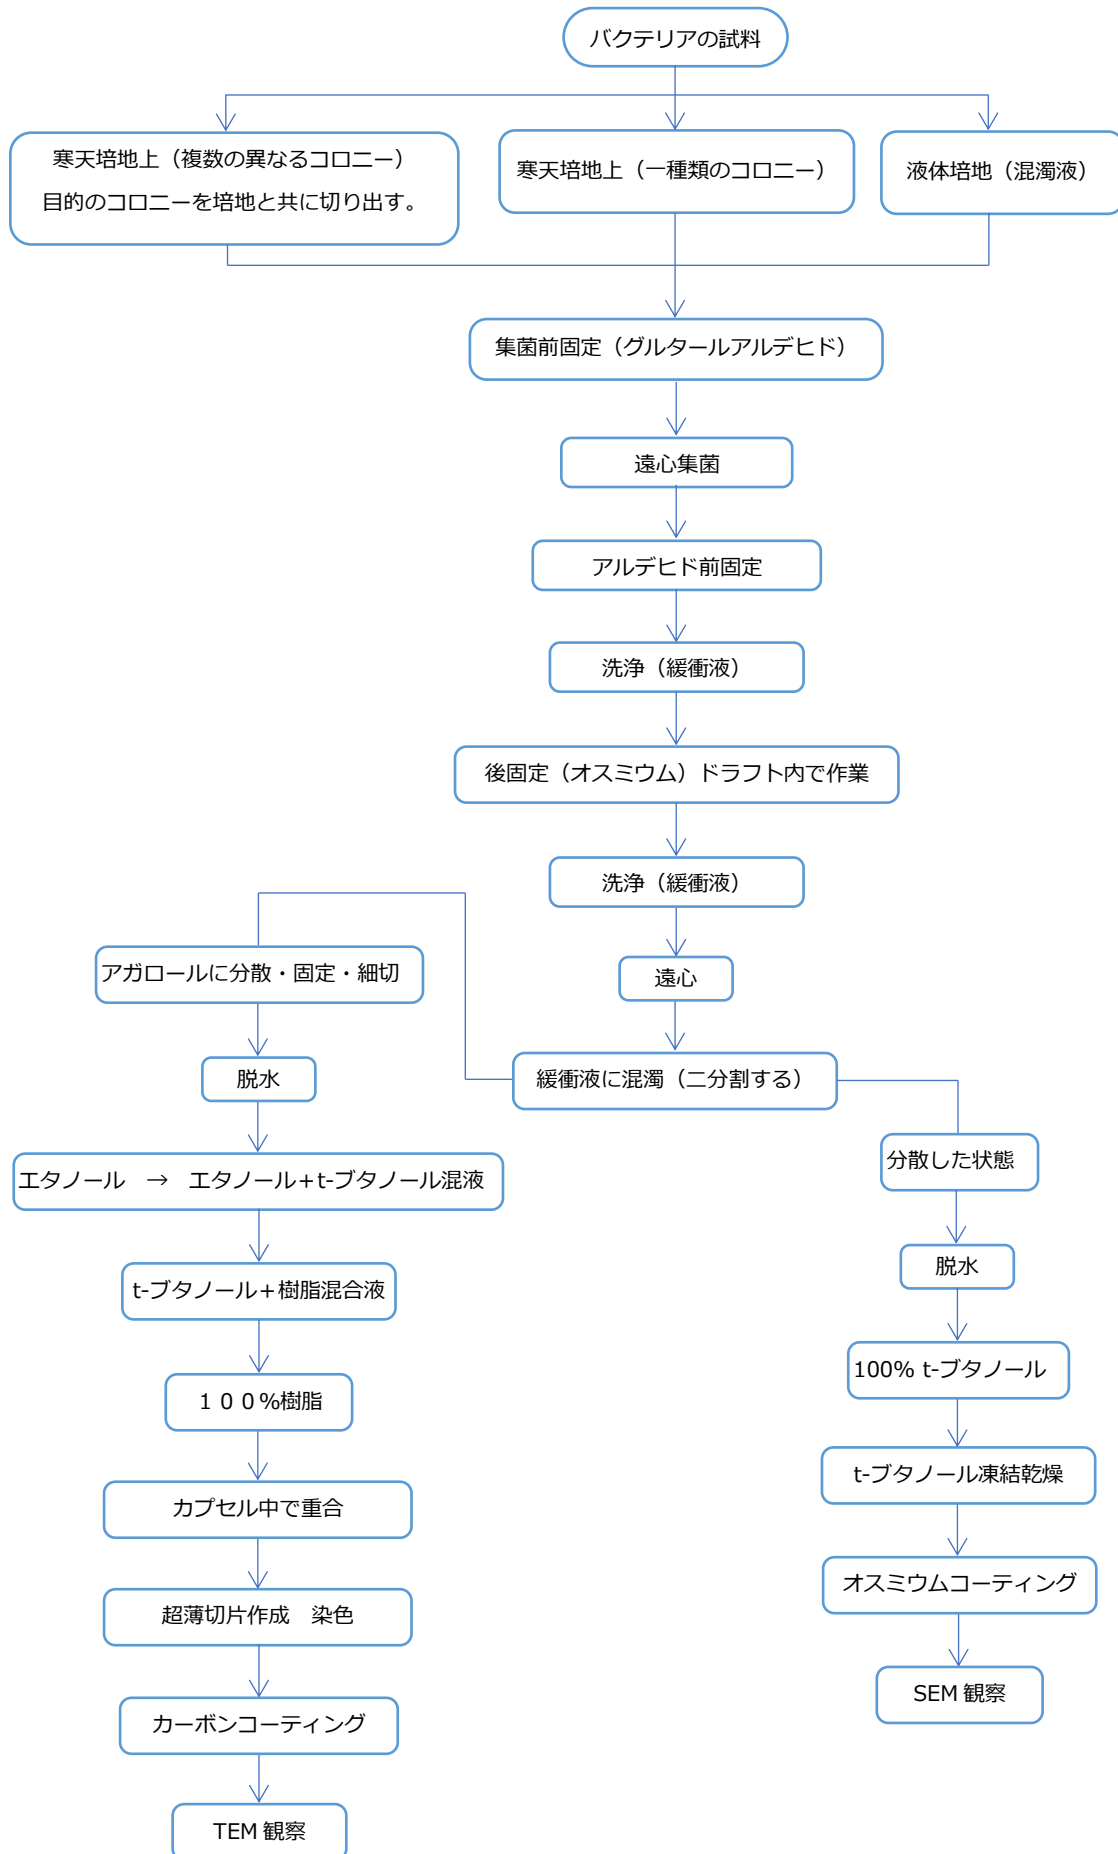 バクテリアの試料
寒天培地上（複数の異なるコロニー）
目的のコロニーを培地と共に切り出す。
寒天培地上（一種類のコロニー）
液体培地（混濁液）
集菌前固定（グルタールアルデヒド）
遠心集菌
アルデヒド前固定
洗浄（緩衝液）
後固定（オスミウム）ドラフト内で作業
洗浄（緩衝液）
遠心
緩衝液に混濁（二分割する）
アガロールに分散・固定・細切
脱水
エタノール　→　エタノール＋t-ブタノール混液
t-ブタノール＋樹脂混合液
１００％樹脂
カプセル中で重合
超薄切片作成　染色
カーボンコーティング
TEM 観察
分散した状態
脱水
100% t-ブタノール
t-ブタノール凍結乾燥
オスミウムコーティング
SEM 観察